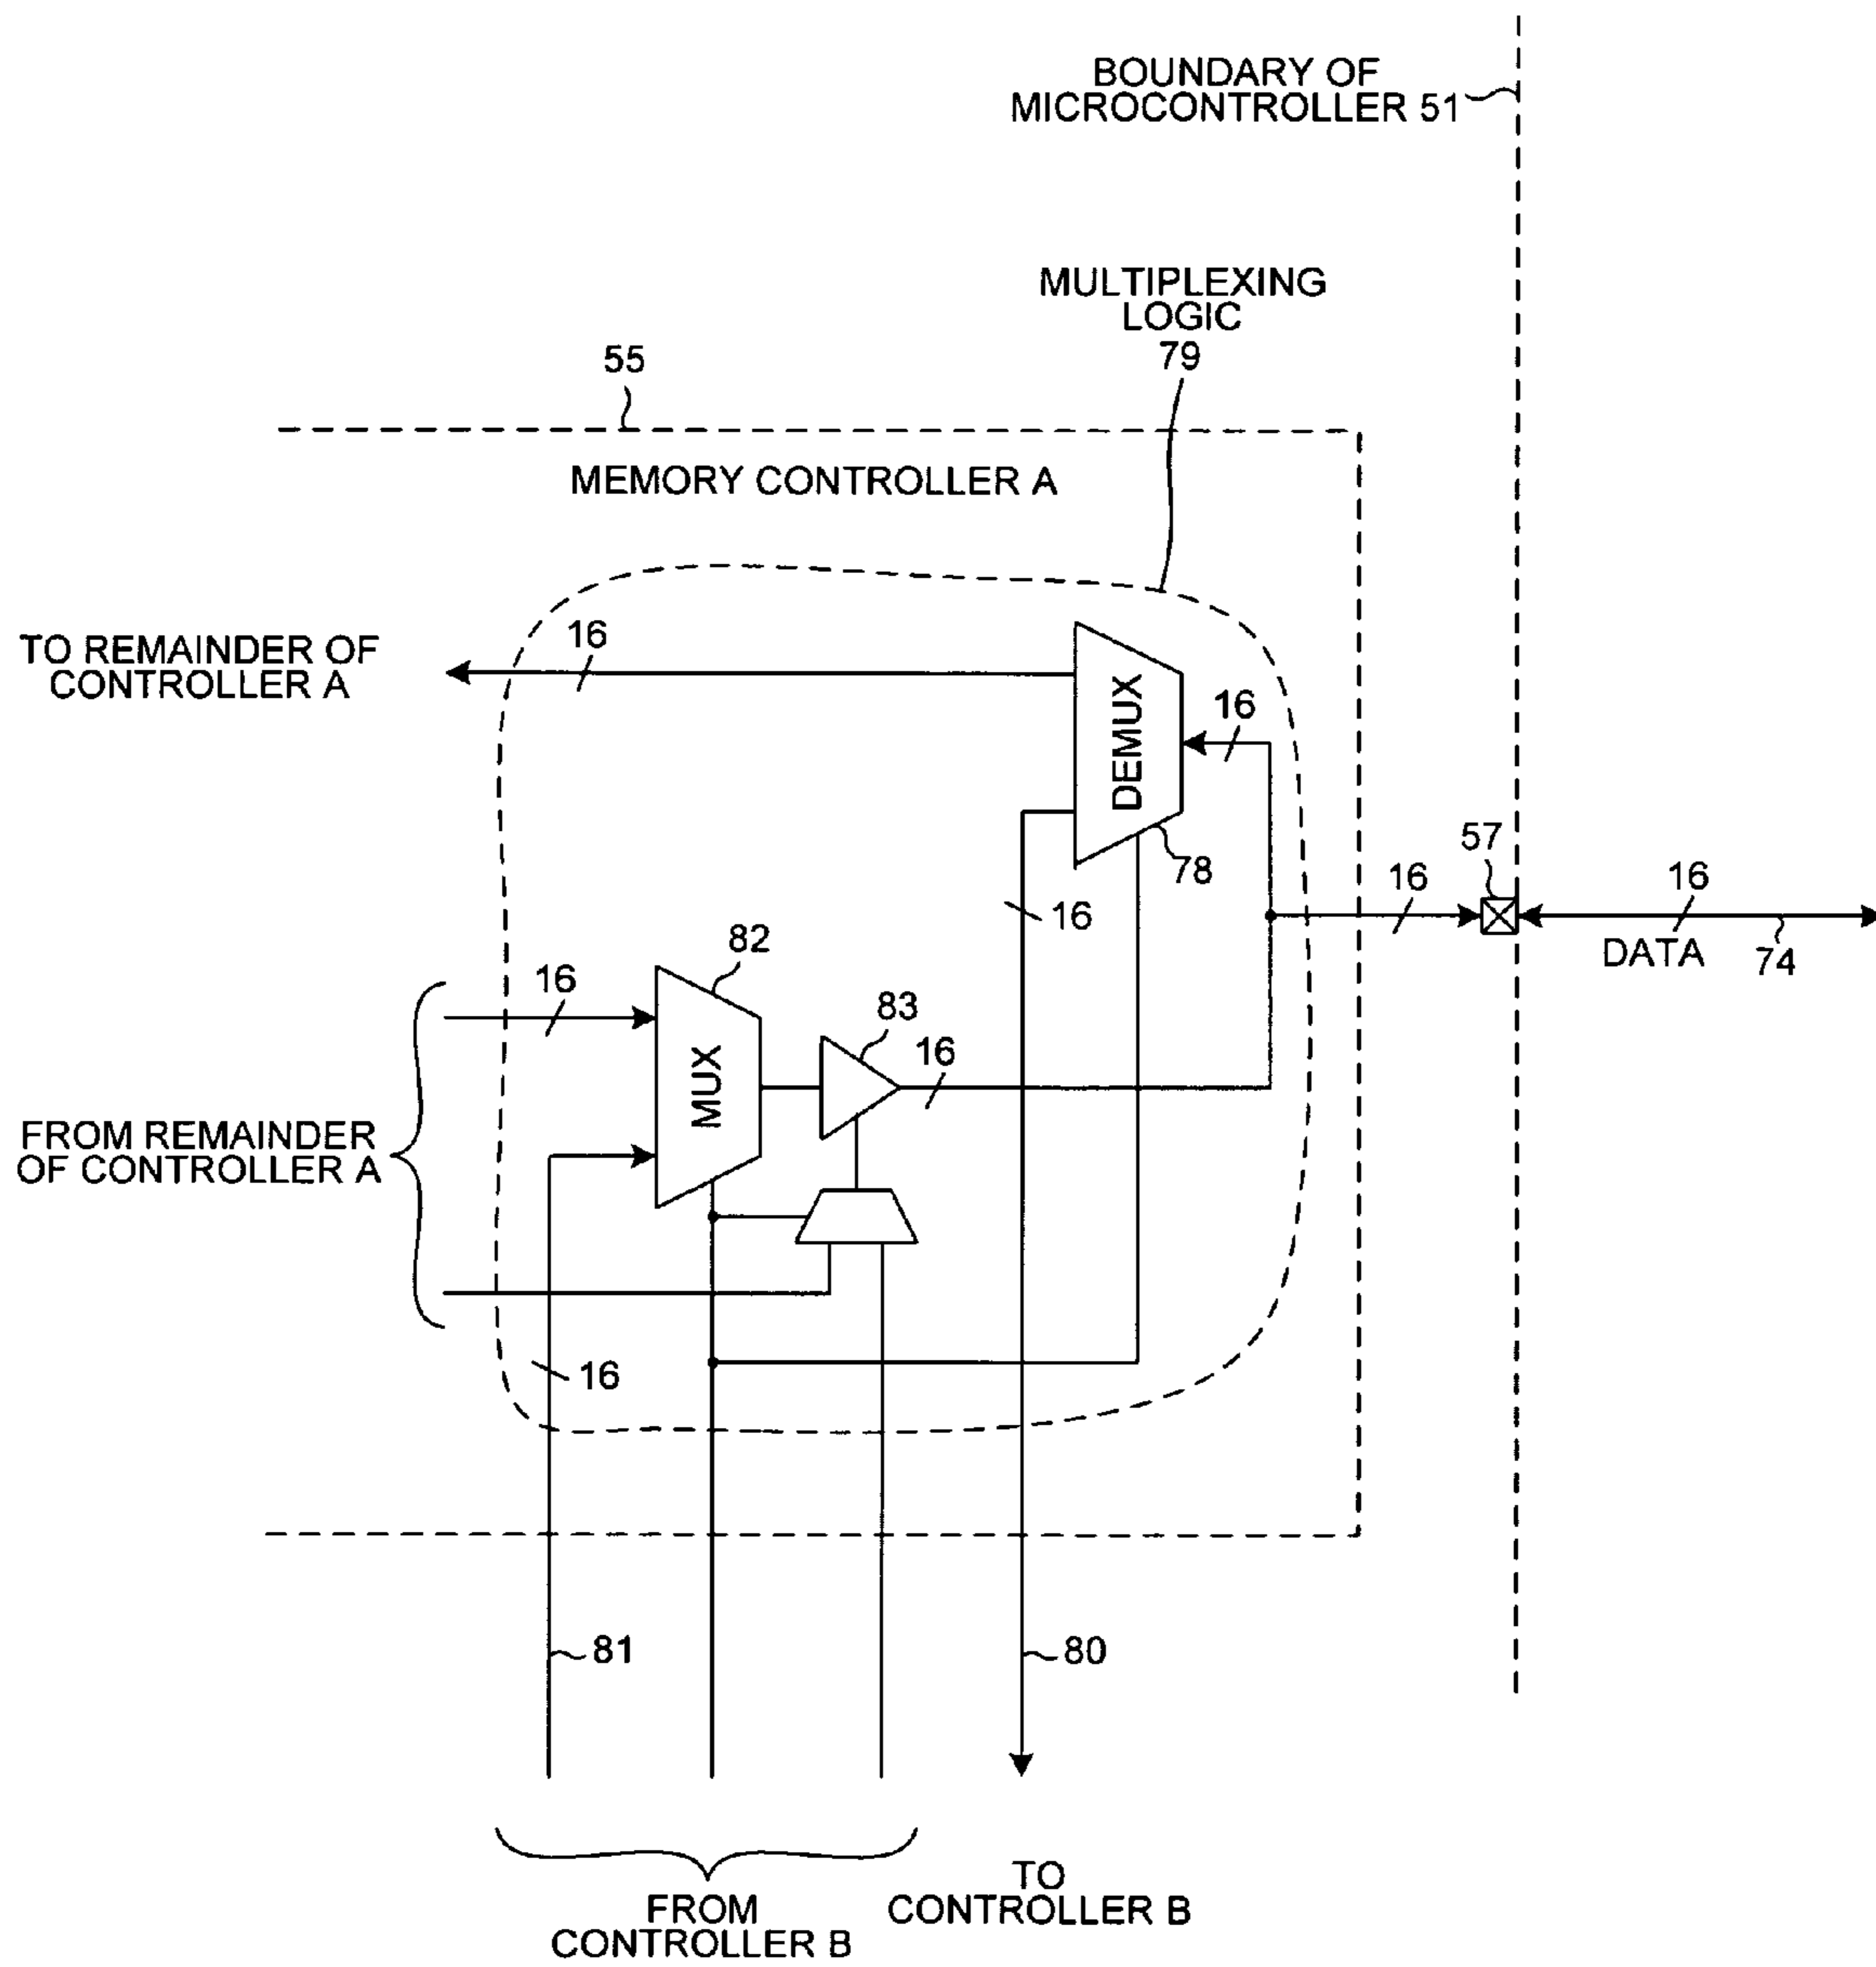 BOUNDARY OF
MICROCONTROLLER 51
MULTIPLEXING
LOGIC
79
55
MEMORY CONTROLLER A
TO REMAINDER OF
CONTROLLER A
16
DEMUX
16
78
57
16
16
DATA
74
16
82
83
16
16
MUX
FROM REMAINDER
OF CONTROLLER A
16
81
80
FROM
CONTROLLER B
TO
CONTROLLER B